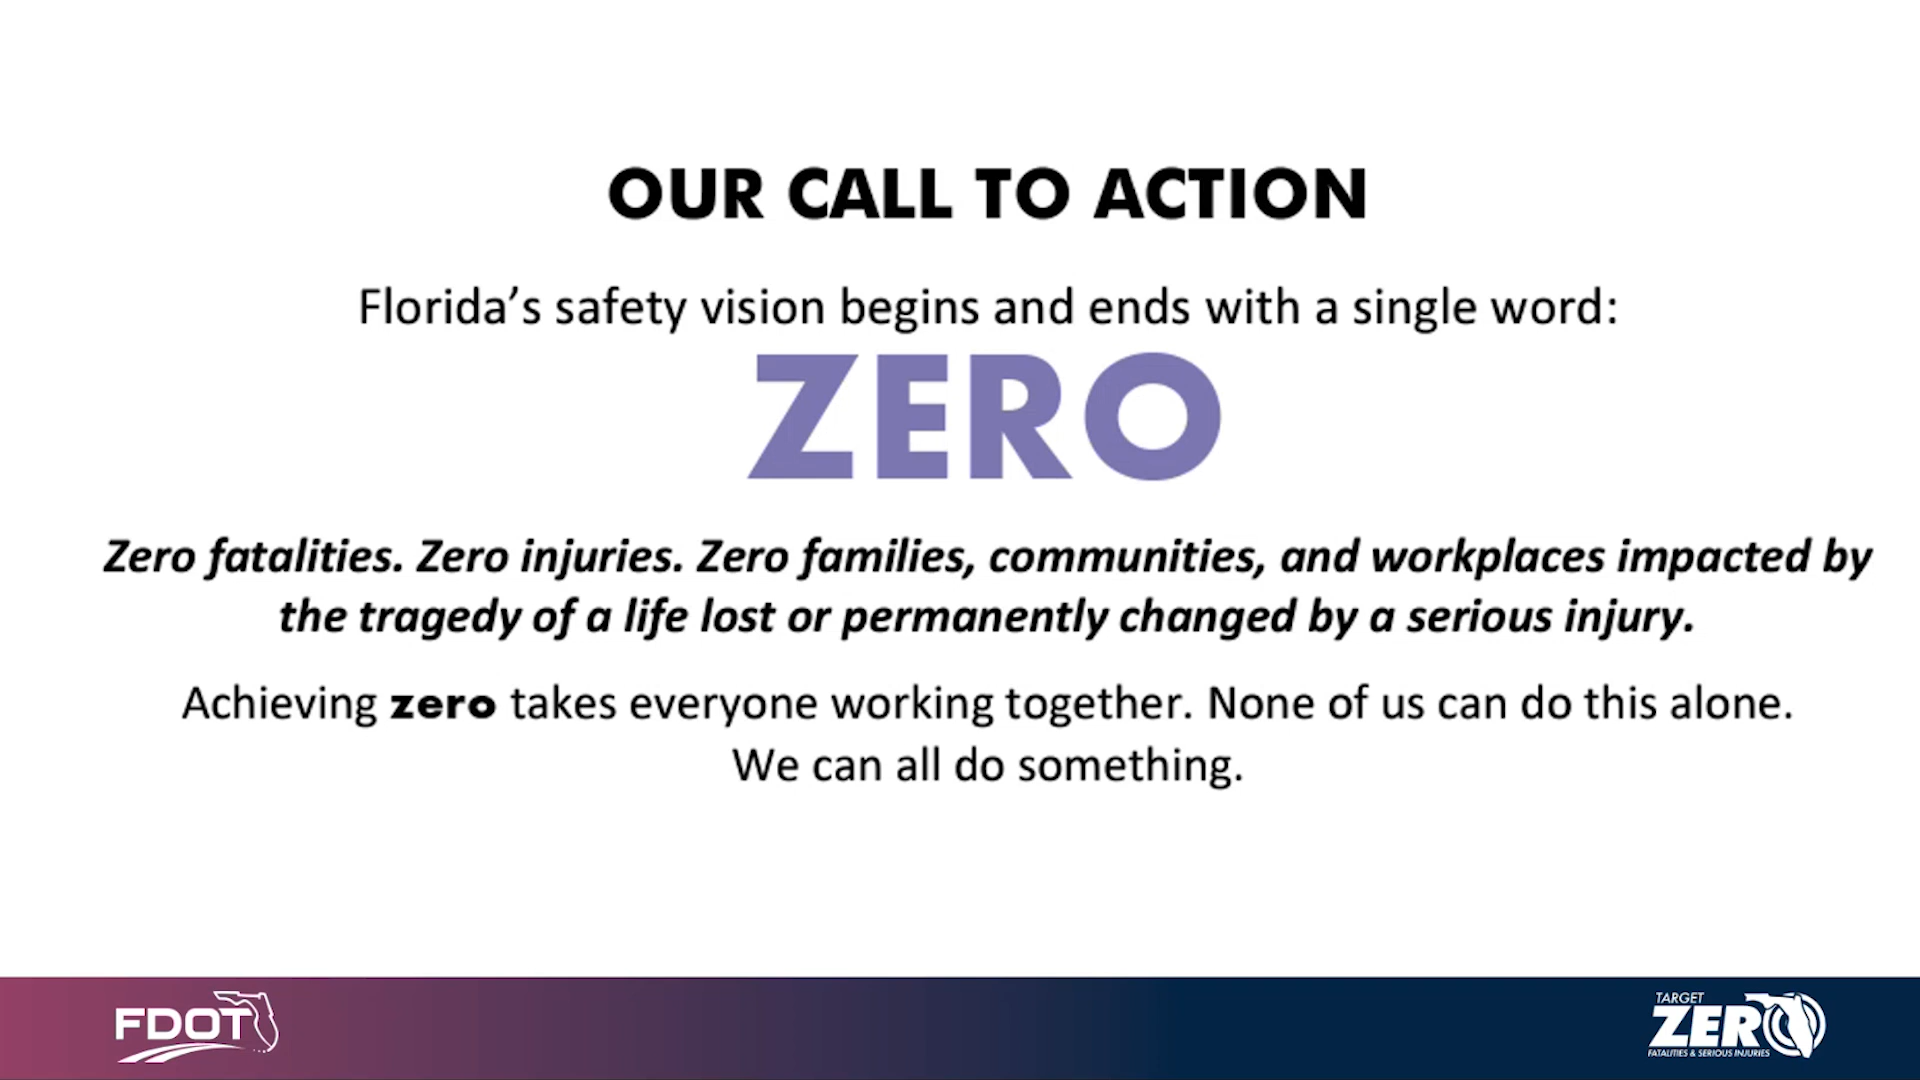 OUR CALL TO ACTION
Florida’s safety vision begins and ends with a single word:
ZERO
Zero fatalities. Zero injuries. Zero families, communities, and workplaces impacted by
the tragedy of a life lost or permanently changed by a serious injury.
Achieving zero takes everyone working together. None of us can do this alone.
We can all do something.
FDOT
TARGET
ZERO
FATALITIES & SERIOUS INJURIES